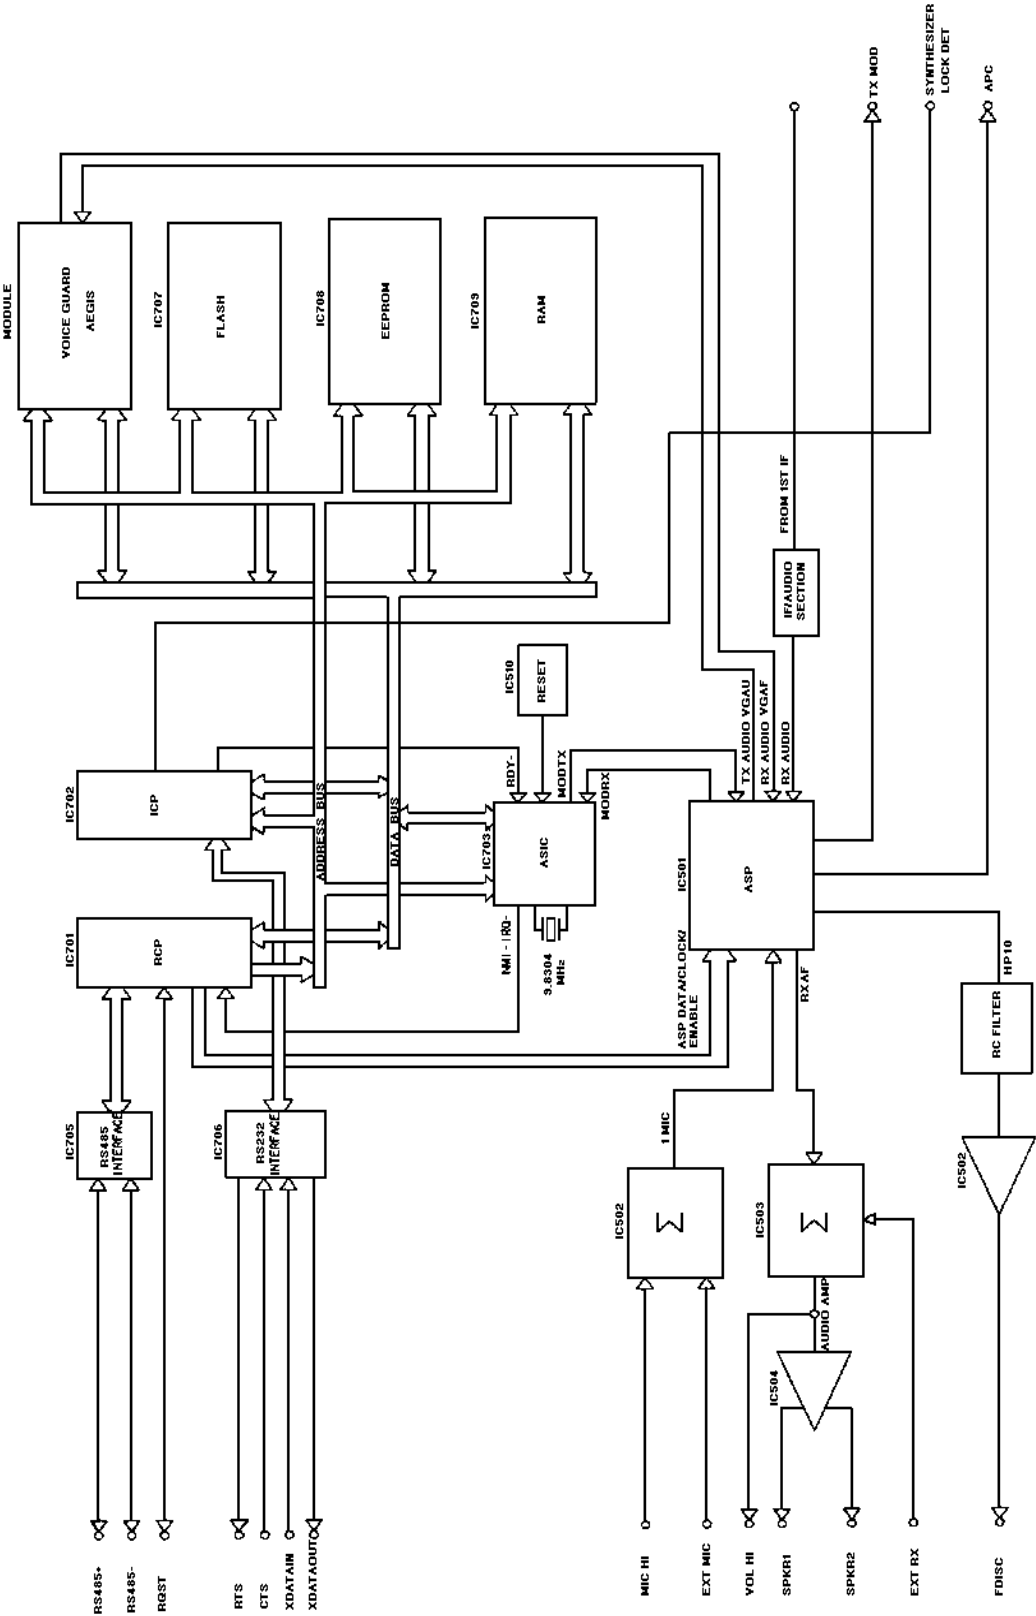 MODULE
VOICE GUARD
AEGIS
IC707
FLASH
IC708
EEPROM
IC709
RAM
TX MOD
SYNTHESIZER
LOCK DET
APC
FROM 1ST IF
IF/AUDIO
SECTION
IC510
RESET
IC702
ICP
RDY-
MODTX
MODRX
TX AUDIO VGAU
RX AUDIO VGAF
RX AUDIO
ADDRESS BUS
DATA BUS
IC703
ASIC
IC501
ASP
IC701
RCP
NMI-IRQ-
9.8304
MHz
ASP DATA/CLOCK/
ENABLE
RXAF
HP10
RC FILTER
IC705
RS485
INTERFACE
IC706
RS232
INTERFACE
1 MIC
IC502
Σ
IC503
Σ
IC502
AUDIO AMP
IC504
RS485+
RS485-
RQST
RTS
CTS
XDATAIN
XDATAOUT
MIC HI
EXT MIC
VOL HI
SPKR1
SPKR2
EXT RX
FDISC